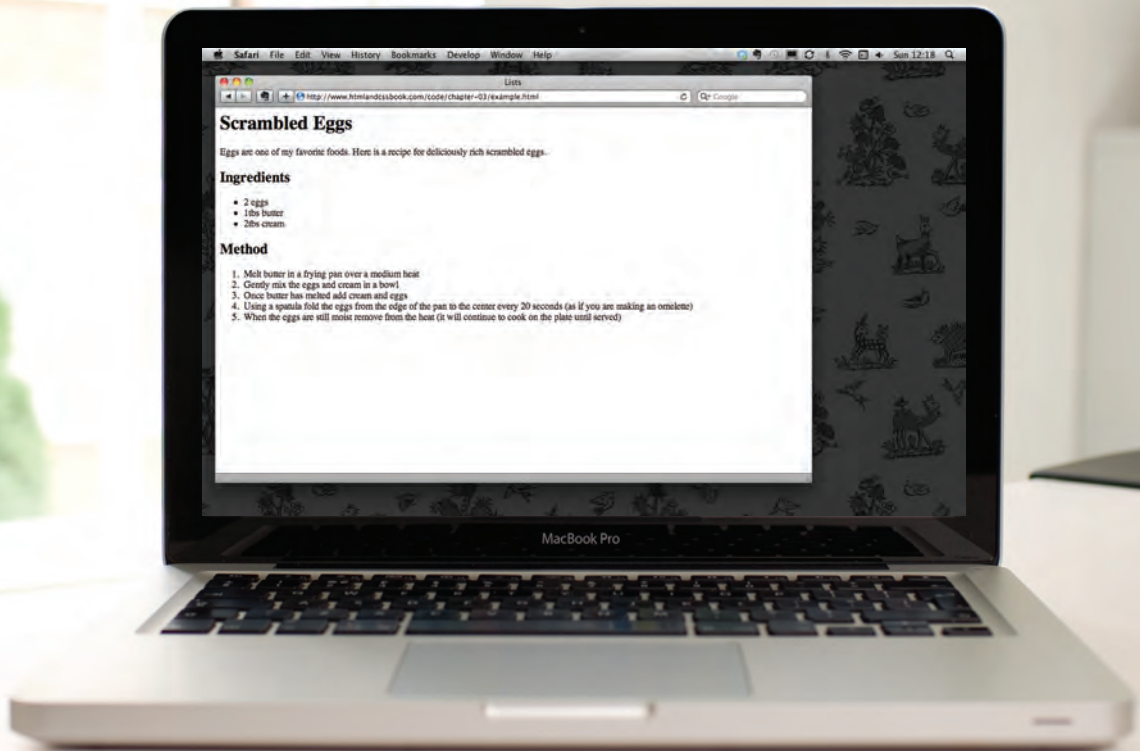 Safari File Edit View History Bookmarks Develop Window Help Sun 12:18
Lists
http://www.htmlandcssbook.com/code/chapter-03/example.html Google
Scrambled Eggs
Eggs are one of my favorite foods. Here is a recipe for deliciously rich scrambled eggs.
Ingredients
• 2 eggs
• 1tbs butter
• 2tbs cream
Method
1. Melt butter in a frying pan over a medium heat
2. Gently mix the eggs and cream in a bowl
3. Once butter has melted add cream and eggs
4. Using a spatula fold the eggs from the edge of the pan to the center every 20 seconds (as if you are making an omelette)
5. When the eggs are still moist remove from the heat (it will continue to cook on the plate until served)
MacBook Pro